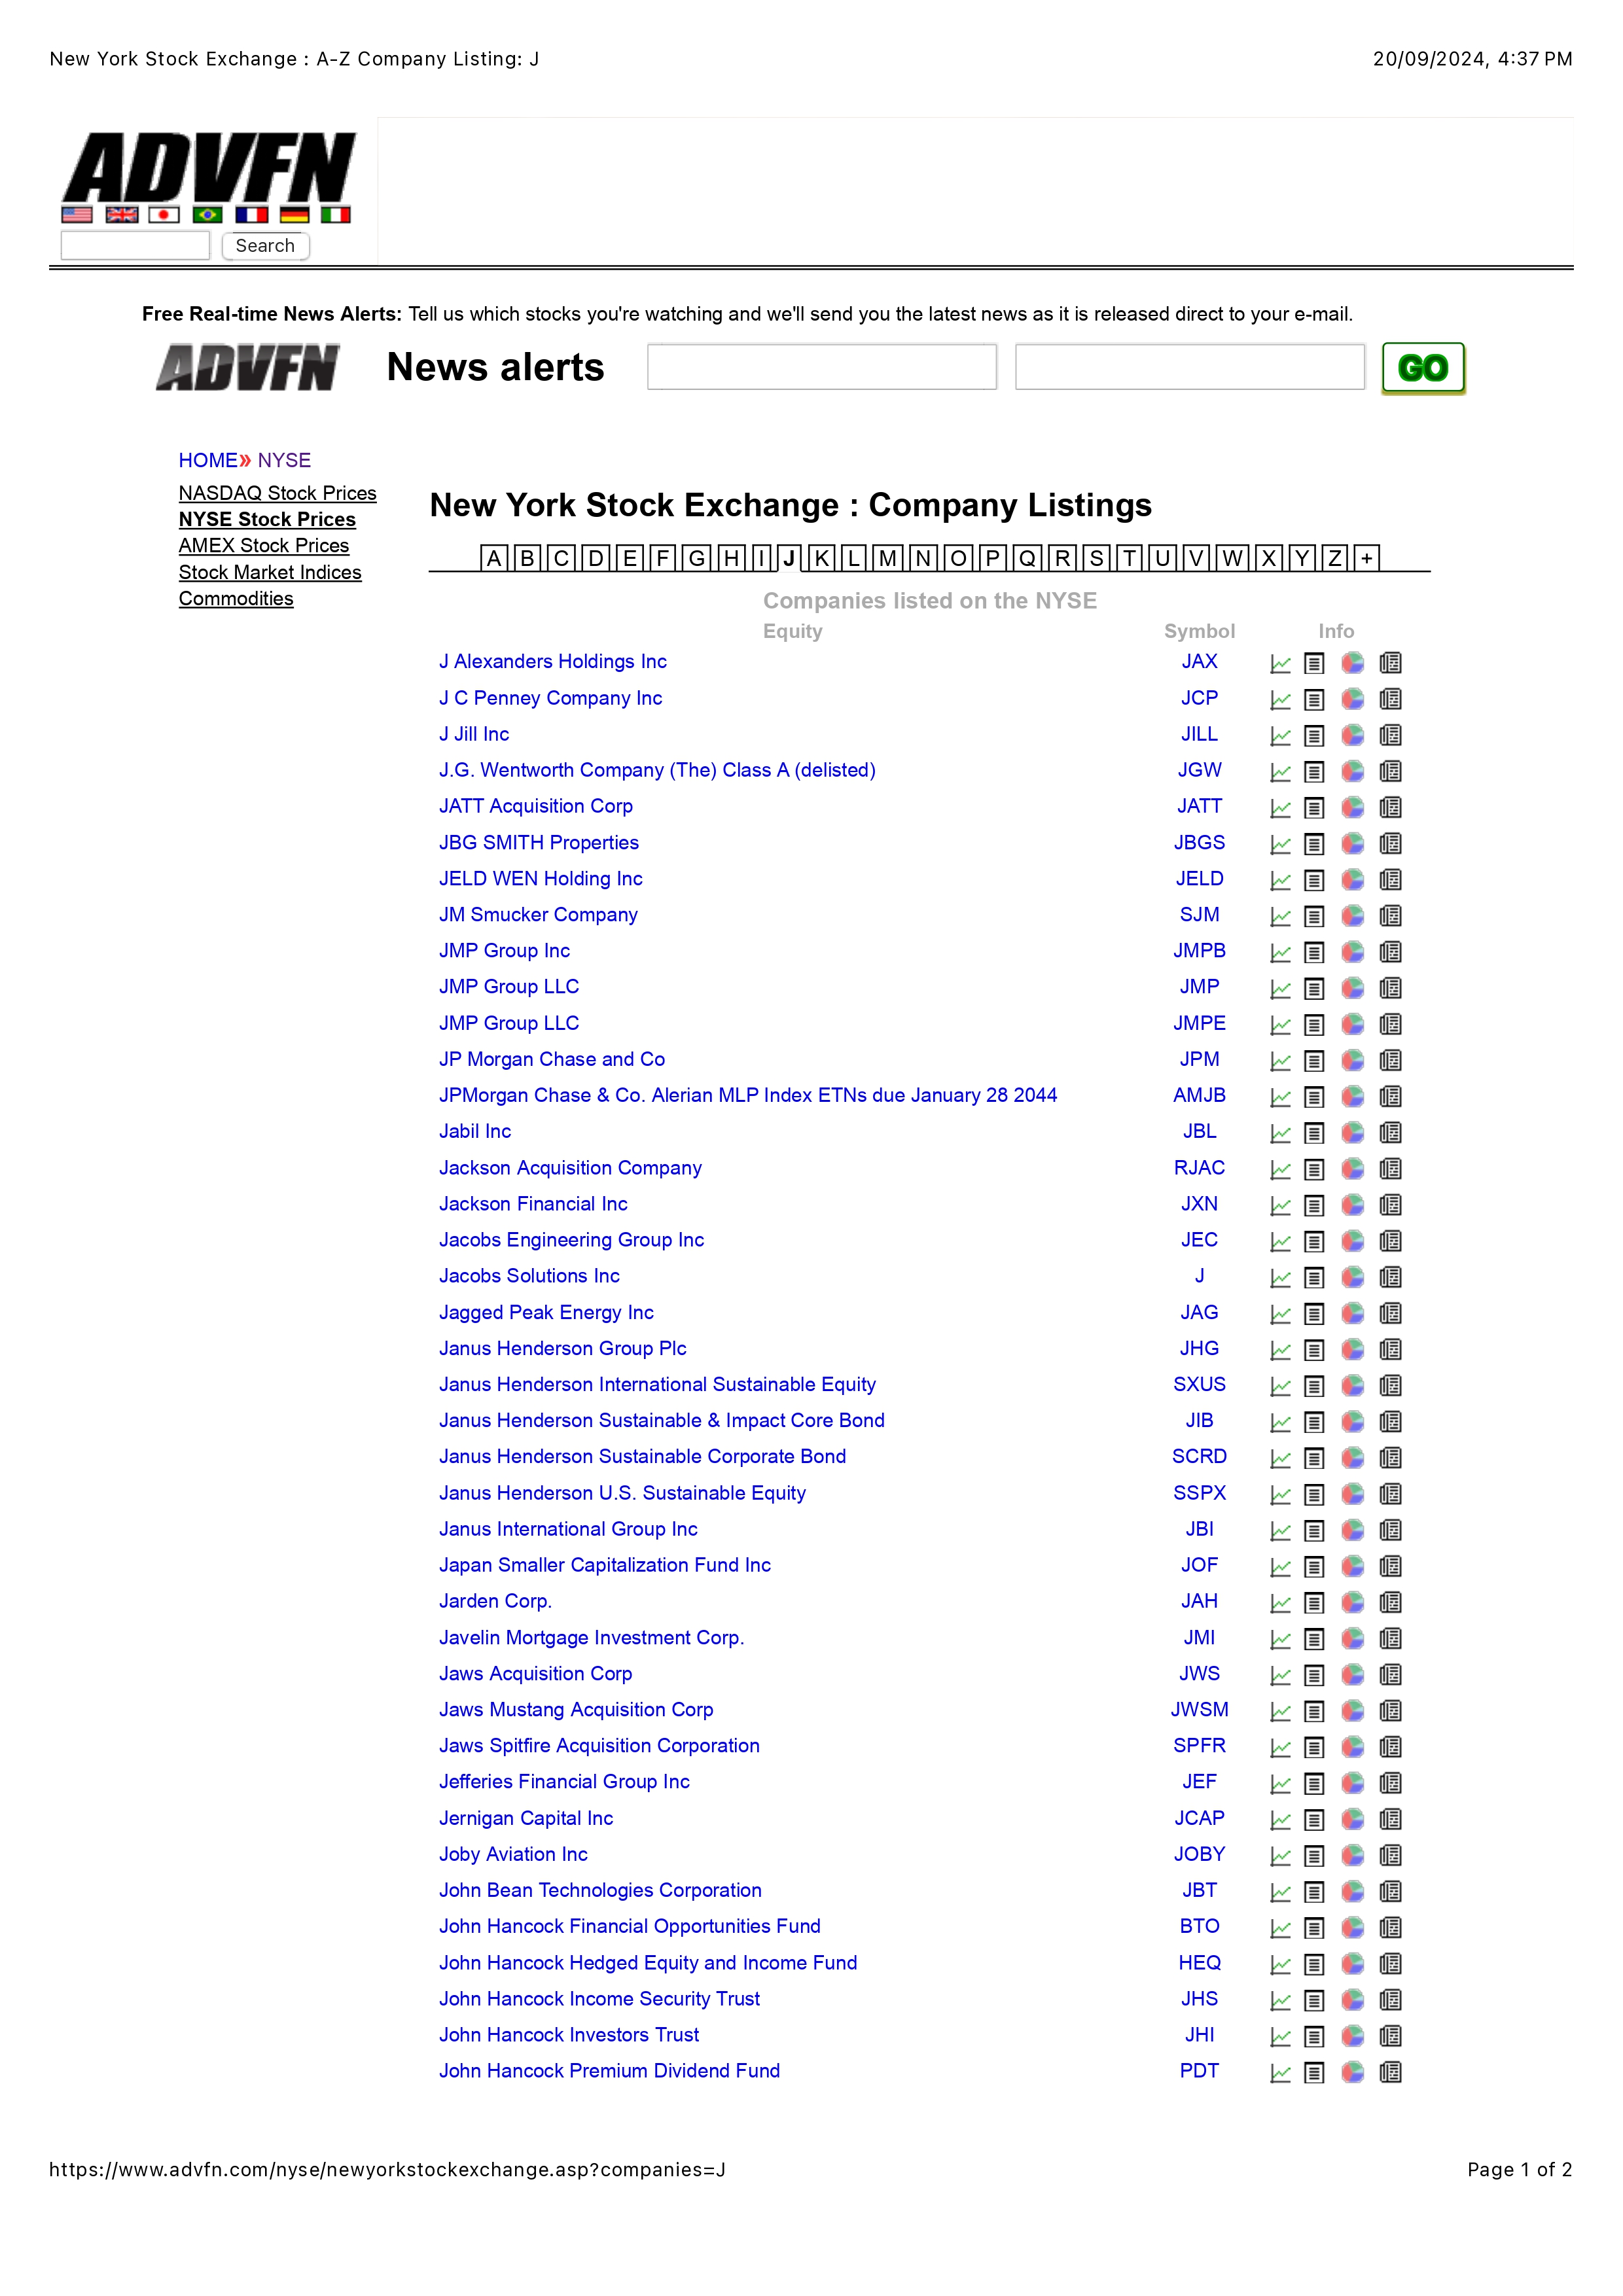 New York Stock Exchange : A-Z Company Listing: J 20/09/2024, 4:37 PM
ADVFN
Search
Free Real-time News Alerts: Tell us which stocks you're watching and we'll send you the latest news as it is released direct to your e-mail.
ADVFN News alerts GO
HOME» NYSE
NASDAQ Stock Prices
NYSE Stock Prices
AMEX Stock Prices
Stock Market Indices
Commodities
New York Stock Exchange : Company Listings
A B C D E F G H I J K L M N O P Q R S T U V W X Y Z +
Companies listed on the NYSE
Equity Symbol Info
J Alexanders Holdings Inc JAX
J C Penney Company Inc JCP
J Jill Inc JILL
J.G. Wentworth Company (The) Class A (delisted) JGW
JATT Acquisition Corp JATT
JBG SMITH Properties JBGS
JELD WEN Holding Inc JELD
JM Smucker Company SJM
JMP Group Inc JMPB
JMP Group LLC JMP
JMP Group LLC JMPE
JP Morgan Chase and Co JPM
JPMorgan Chase & Co. Alerian MLP Index ETNs due January 28 2044 AMJB
Jabil Inc JBL
Jackson Acquisition Company RJAC
Jackson Financial Inc JXN
Jacobs Engineering Group Inc JEC
Jacobs Solutions Inc J
Jagged Peak Energy Inc JAG
Janus Henderson Group Plc JHG
Janus Henderson International Sustainable Equity SXUS
Janus Henderson Sustainable & Impact Core Bond JIB
Janus Henderson Sustainable Corporate Bond SCRD
Janus Henderson U.S. Sustainable Equity SSPX
Janus International Group Inc JBI
Japan Smaller Capitalization Fund Inc JOF
Jarden Corp. JAH
Javelin Mortgage Investment Corp. JMI
Jaws Acquisition Corp JWS
Jaws Mustang Acquisition Corp JWSM
Jaws Spitfire Acquisition Corporation SPFR
Jefferies Financial Group Inc JEF
Jernigan Capital Inc JCAP
Joby Aviation Inc JOBY
John Bean Technologies Corporation JBT
John Hancock Financial Opportunities Fund BTO
John Hancock Hedged Equity and Income Fund HEQ
John Hancock Income Security Trust JHS
John Hancock Investors Trust JHI
John Hancock Premium Dividend Fund PDT
https://www.advfn.com/nyse/newyorkstockexchange.asp?companies=J Page 1 of 2